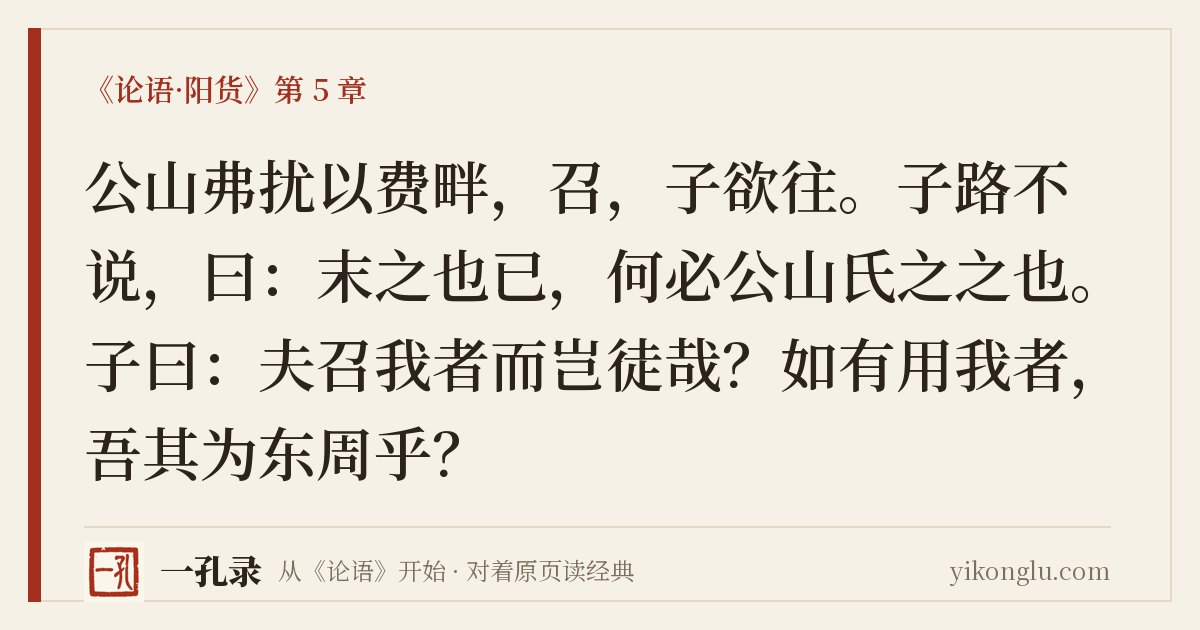 《论语·阳货》第 5 章
公山弗扰以费畔，召，子欲往。子路不
说，曰：末之也已，何必公山氏之之也。
子曰：夫召我者而岂徒哉？如有用我者，
吾其为东周乎？
一孔
一孔录 从《论语》开始 · 对着原页读经典 yikonglu.com